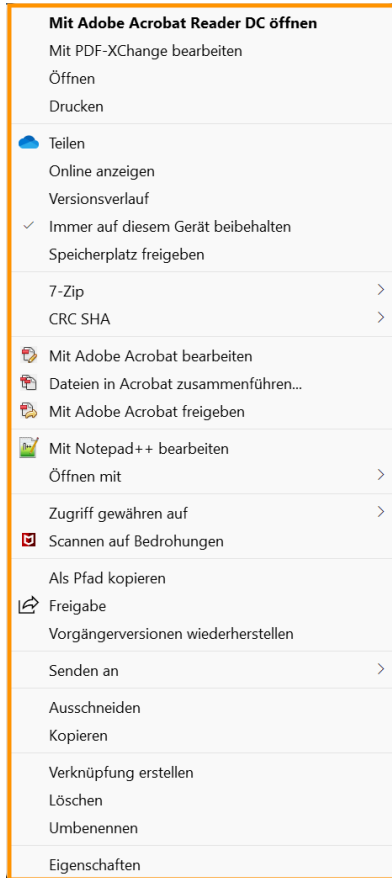 Mit Adobe Acrobat Reader DC öffnen
Mit PDF-XChange bearbeiten
Öffnen
Drucken
Teilen
Online anzeigen
Versionsverlauf
Immer auf diesem Gerät beibehalten
Speicherplatz freigeben
7-Zip
CRC SHA
Mit Adobe Acrobat bearbeiten
Dateien in Acrobat zusammenführen...
Mit Adobe Acrobat freigeben
Mit Notepad++ bearbeiten
Öffnen mit
Zugriff gewähren auf
Scannen auf Bedrohungen
Als Pfad kopieren
Freigabe
Vorgängerversionen wiederherstellen
Senden an
Ausschneiden
Kopieren
Verknüpfung erstellen
Löschen
Umbenennen
Eigenschaften